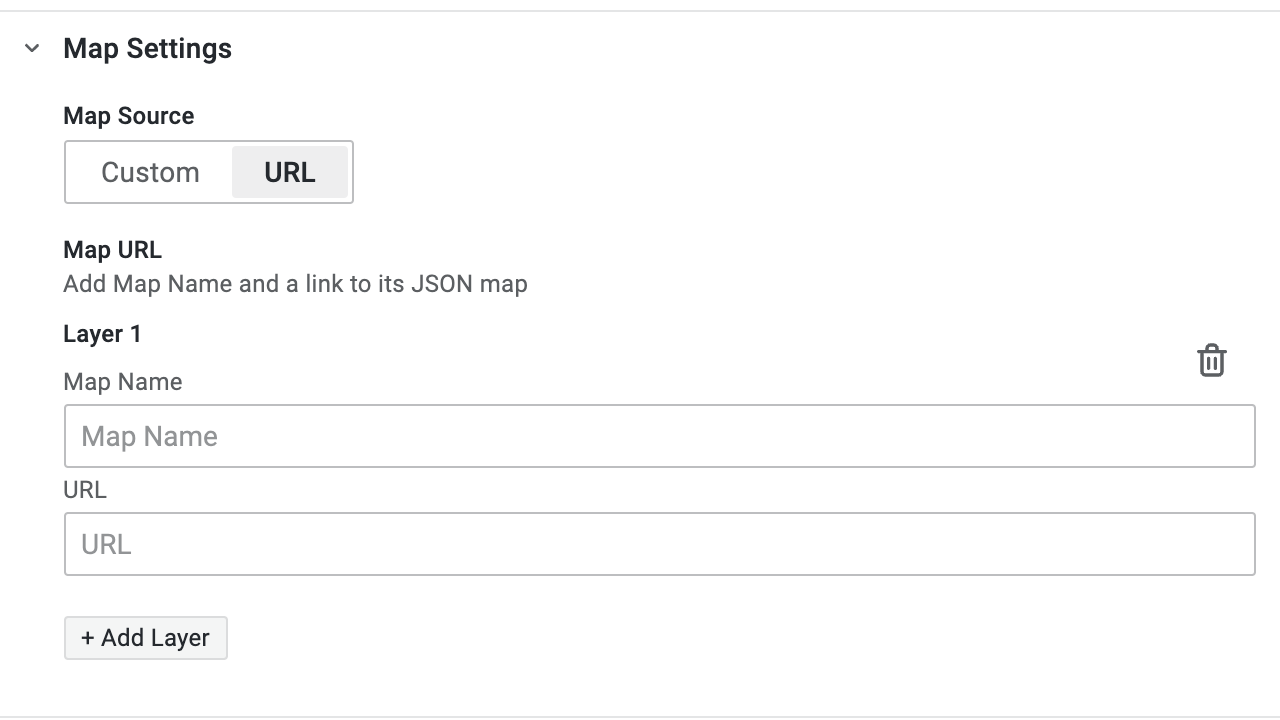 Map Settings
Map Source
Custom URL
Map URL
Add Map Name and a link to its JSON map
Layer 1
Map Name
Map Name
URL
URL
+ Add Layer